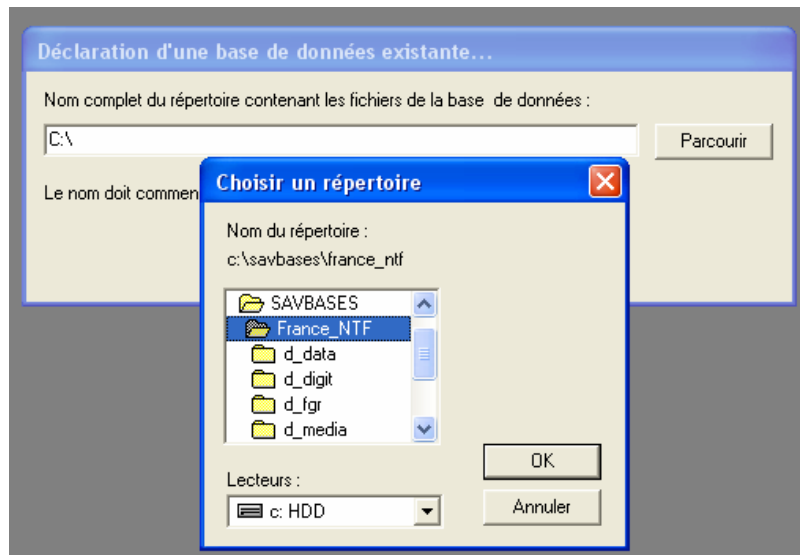 Déclaration d'une base de données existante...
Nom complet du répertoire contenant les fichiers de la base de données :
C:\
Parcourir
Le nom doit commen
Choisir un répertoire
Nom du répertoire :
c:\savbases\france_ntf
SAVBASES
France_NTF
d_data
d_digit
d_fgr
d_media
OK
Lecteurs :
c: HDD
Annuler